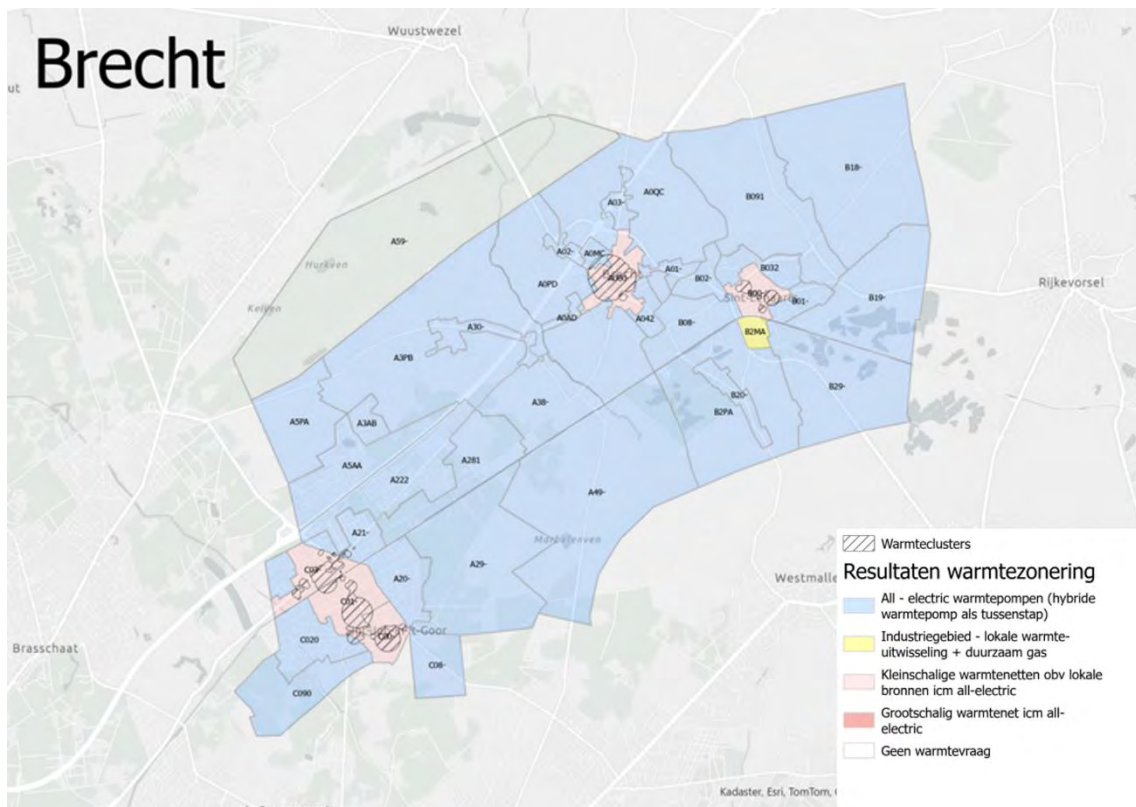 Brecht
Wuustwezel
A59-
Hurkven
Kelven
A03-
A0QC
B091
B18-
A02-
A0MC
A0PD
A01-
B02-
B032
B01-
B19-
Rijkevorsel
A0AD
A042
B08-
B2MA
A30-
A3PB
A38-
B20-
B2PA
B29-
A5PA
A3AB
A5AA
A281
A222
A49-
A21-
A20-
A29-
Westmalle
C01-
C020
C08-
C090
Brasschaat
Warmteclusters
Resultaten warmtezonering
All - electric warmtepompen (hybride
warmtepomp als tussenstap)
Industriegebied - lokale warmte-
uitwisseling + duurzaam gas
Kleinschalige warmtenetten obv lokale
bronnen icm all-electric
Grootschalig warmtenet icm all-
electric
Geen warmtevraag
Kadaster, Esri, TomTom,